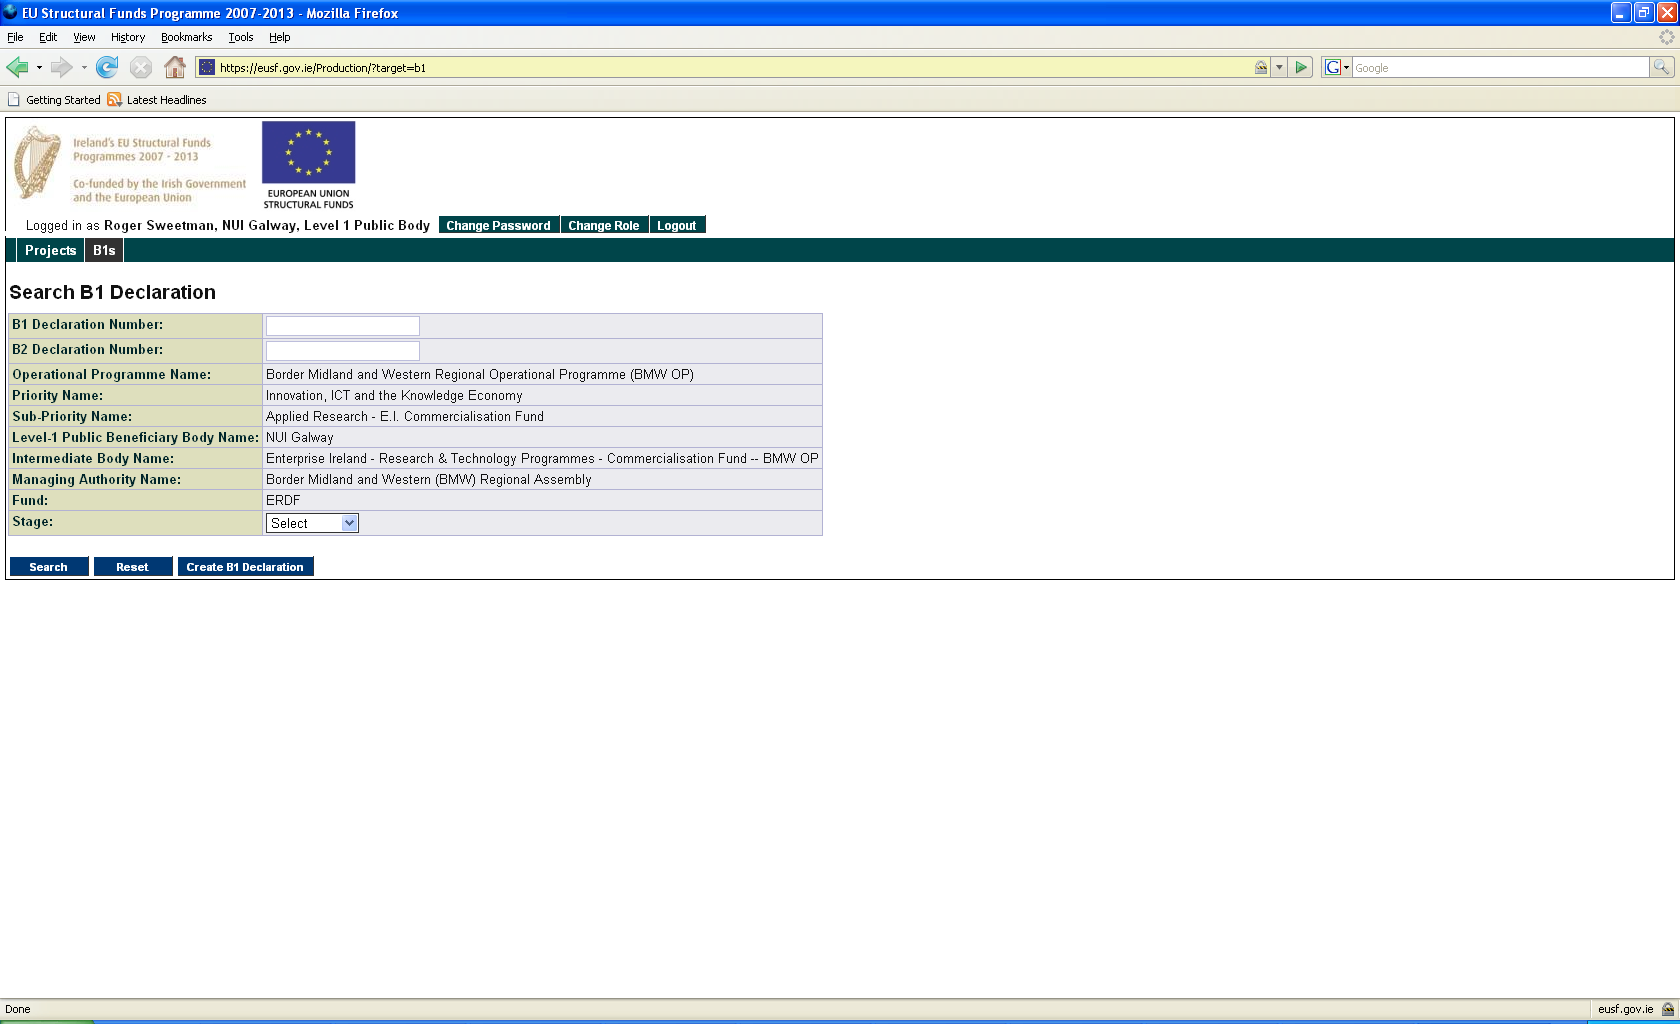 EU Structural Funds Programme 2007-2013 - Mozilla Firefox
File Edit View History Bookmarks Tools Help
https://eusf.gov.ie/Production/?target=b1
G Google
Getting Started Latest Headlines
Ireland's EU Structural Funds
Programmes 2007 - 2013
Co-funded by the Irish Government
and the European Union
EUROPEAN UNION
STRUCTURAL FUNDS
Logged in as Roger Sweetman, NUI Galway, Level 1 Public Body Change Password Change Role Logout
Projects B1s
Search B1 Declaration
B1 Declaration Number:
B2 Declaration Number:
Operational Programme Name: Border Midland and Western Regional Operational Programme (BMW OP)
Priority Name: Innovation, ICT and the Knowledge Economy
Sub-Priority Name: Applied Research - E.I. Commercialisation Fund
Level-1 Public Beneficiary Body Name: NUI Galway
Intermediate Body Name: Enterprise Ireland - Research & Technology Programmes - Commercialisation Fund -- BMW OP
Managing Authority Name: Border Midland and Western (BMW) Regional Assembly
Fund: ERDF
Stage: Select
Search Reset Create B1 Declaration
Done eusf.gov.ie